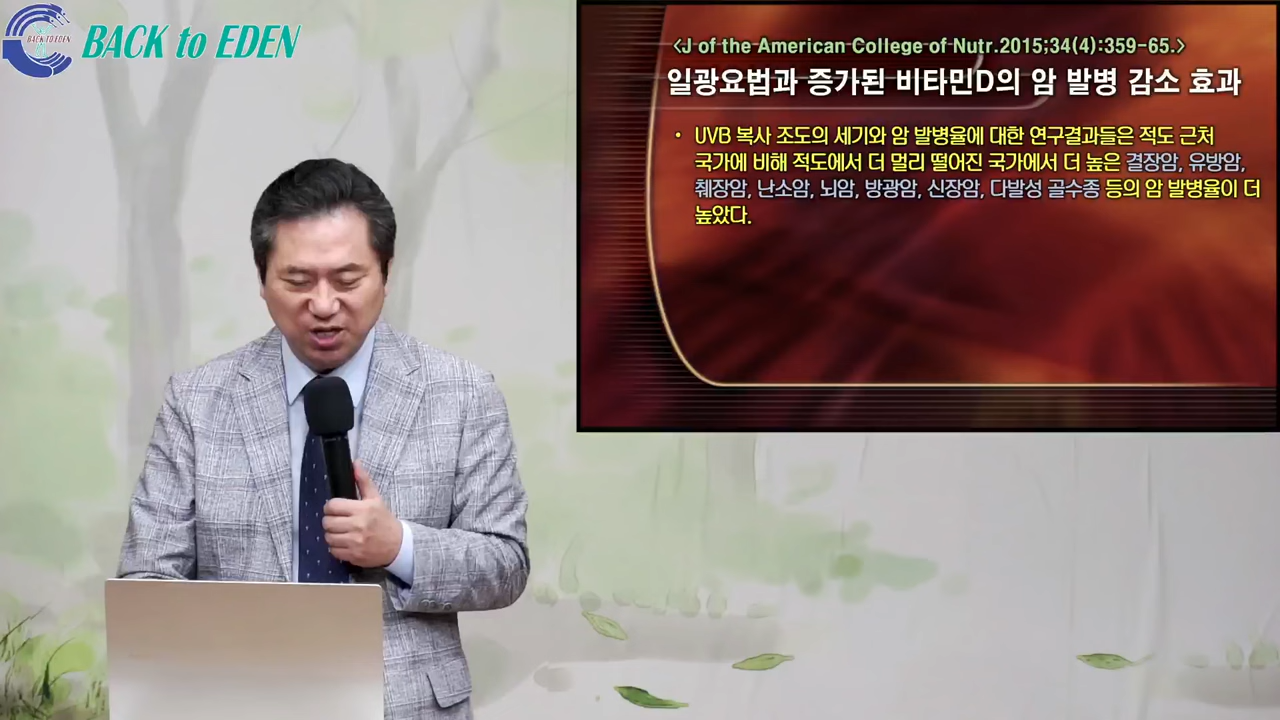 BACK TO EDEN
BACK to EDEN
<J of the American College of Nutr.2015;34(4):359-65.>
일광요법과 증가된 비타민D의 암 발병 감소 효과
• UVB 복사 조도의 세기와 암 발병율에 대한 연구결과들은 적도 근처
국가에 비해 적도에서 더 멀리 떨어진 국가에서 더 높은 결장암, 유방암,
췌장암, 난소암, 뇌암, 방광암, 신장암, 다발성 골수종 등의 암 발병율이 더
높았다.